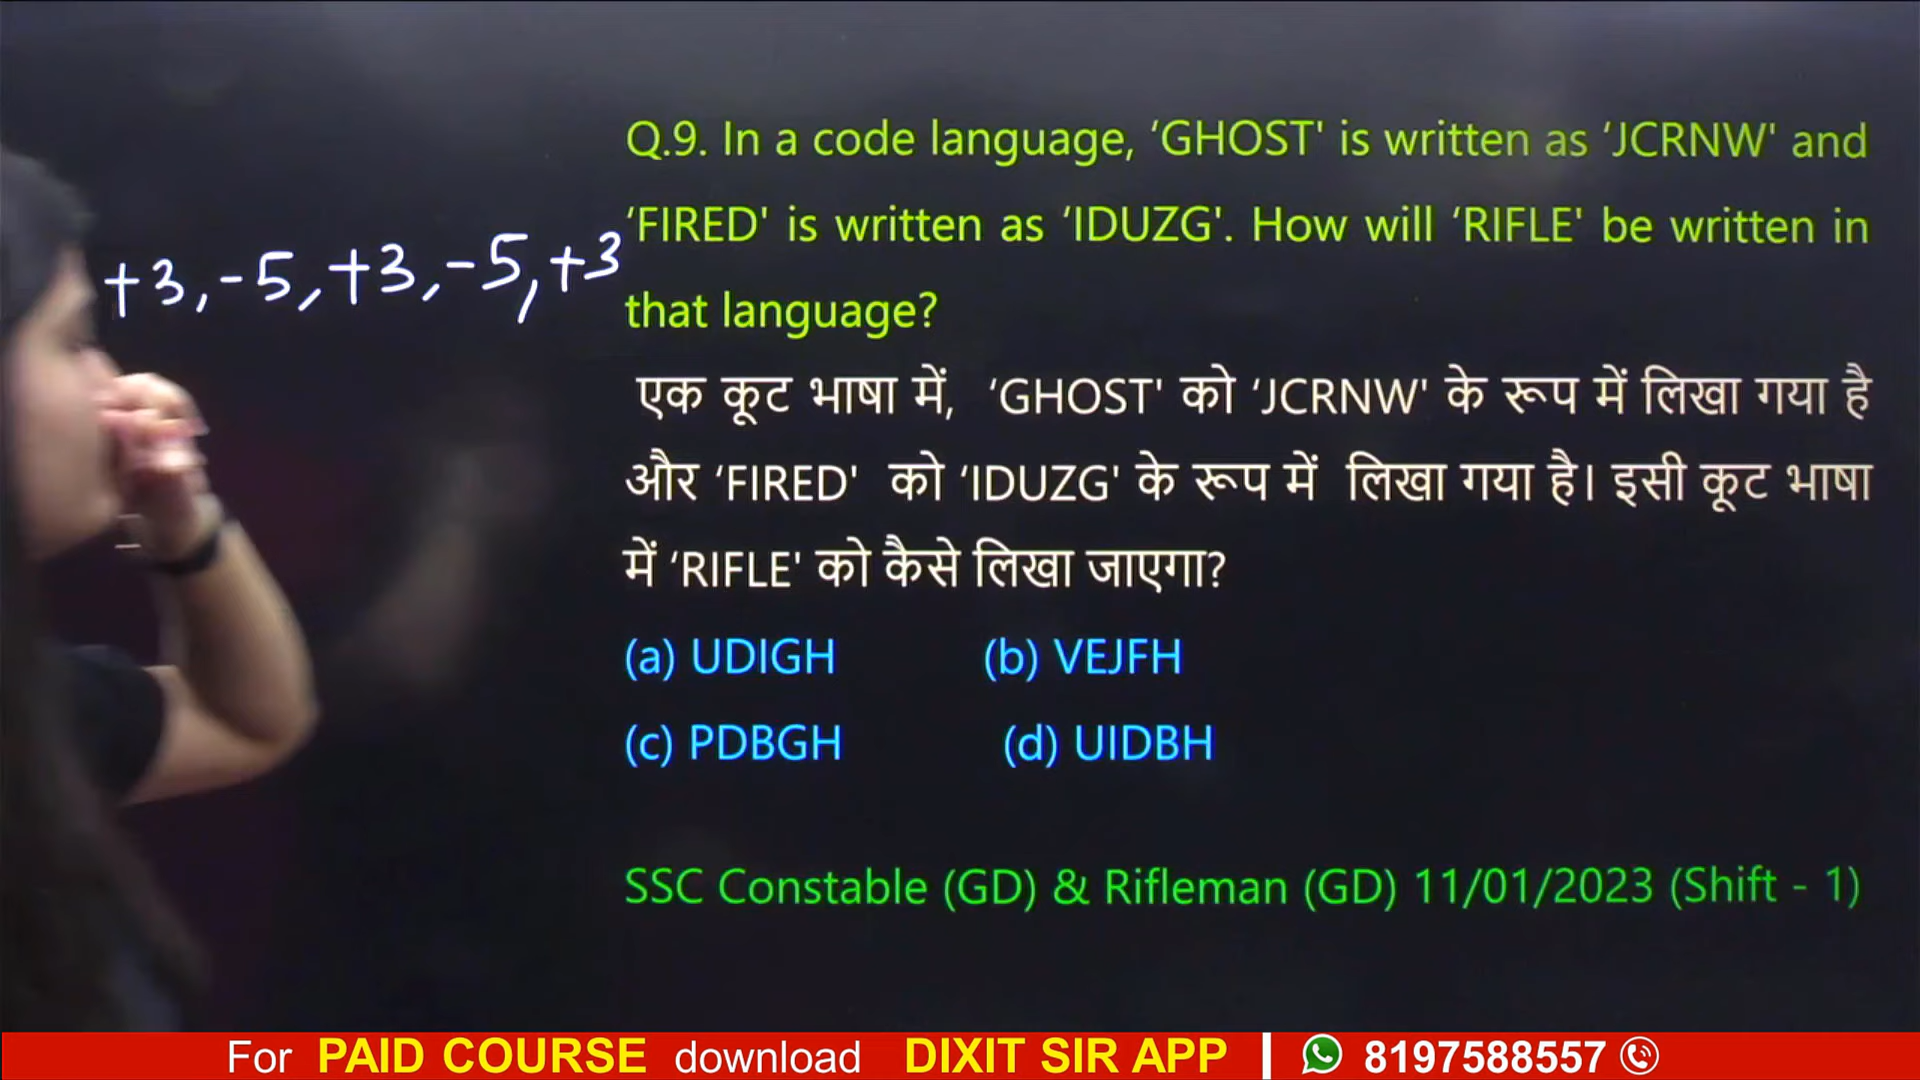 Q.9. In a code language, ‘GHOST' is written as ‘JCRNW' and
‘FIRED' is written as ‘IDUZG'. How will ‘RIFLE' be written in
that language?
+3,-5,+3,-5,+3
एक कूट भाषा में, ‘GHOST' को ‘JCRNW' के रूप में लिखा गया है
और ‘FIRED' को ‘IDUZG' के रूप में लिखा गया है। इसी कूट भाषा
में ‘RIFLE' को कैसे लिखा जाएगा?
(a) UDIGH (b) VEJFH
(c) PDBGH (d) UIDBH
SSC Constable (GD) & Rifleman (GD) 11/01/2023 (Shift - 1)
For PAID COURSE download DIXIT SIR APP | 8197588557